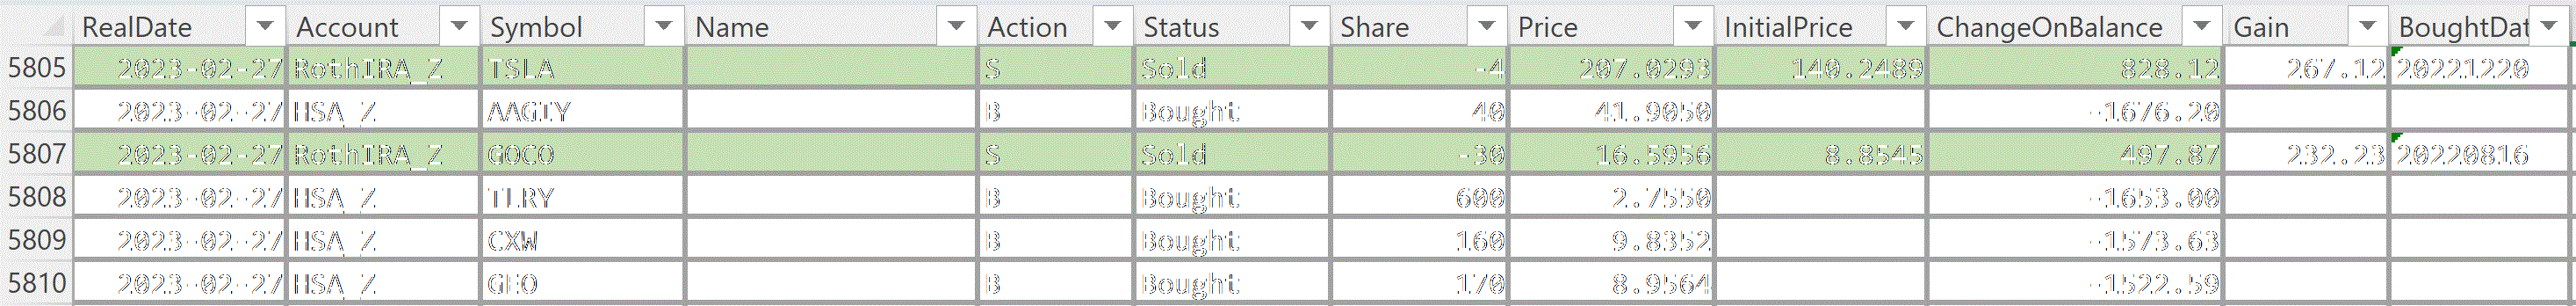 RealDate Account Symbol Name Action Status Share Price InitialPrice ChangeOnBalance Gain BoughtDat
5805 2023-02-27 RothIRA_Z TSLA S Sold -4 207.0293 140.2489 828.12 267.12 20221220
5806 2023-02-27 HSA_Z AAGIY B Bought 40 41.9050 -1676.20
5807 2023-02-27 RothIRA_Z GOCO S Sold -30 16.5956 8.8545 497.87 232.23 20220816
5808 2023-02-27 HSA_Z TLRY B Bought 600 2.7550 -1653.00
5809 2023-02-27 HSA_Z CXW B Bought 160 9.8352 -1573.63
5810 2023-02-27 HSA_Z GEO B Bought 170 8.9564 -1522.59